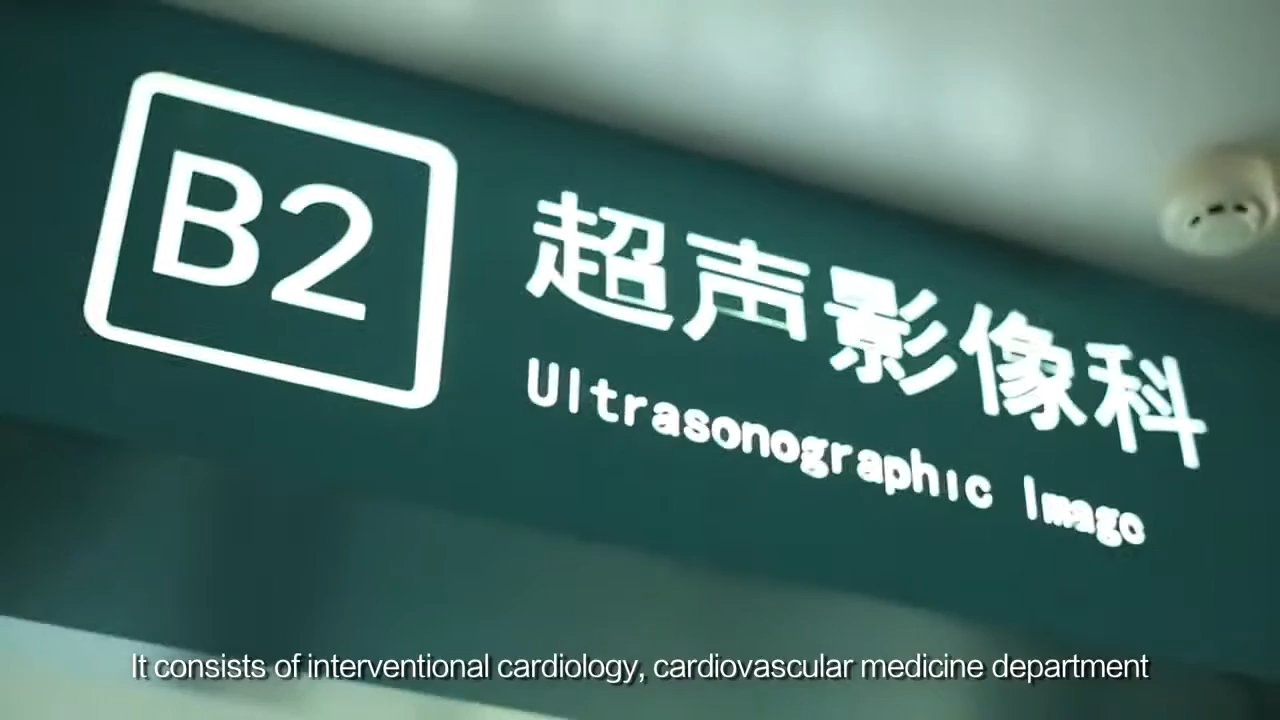 B2
超声影像科
Ultrasonographic Image
It consists of interventional cardiology, cardiovascular medicine department